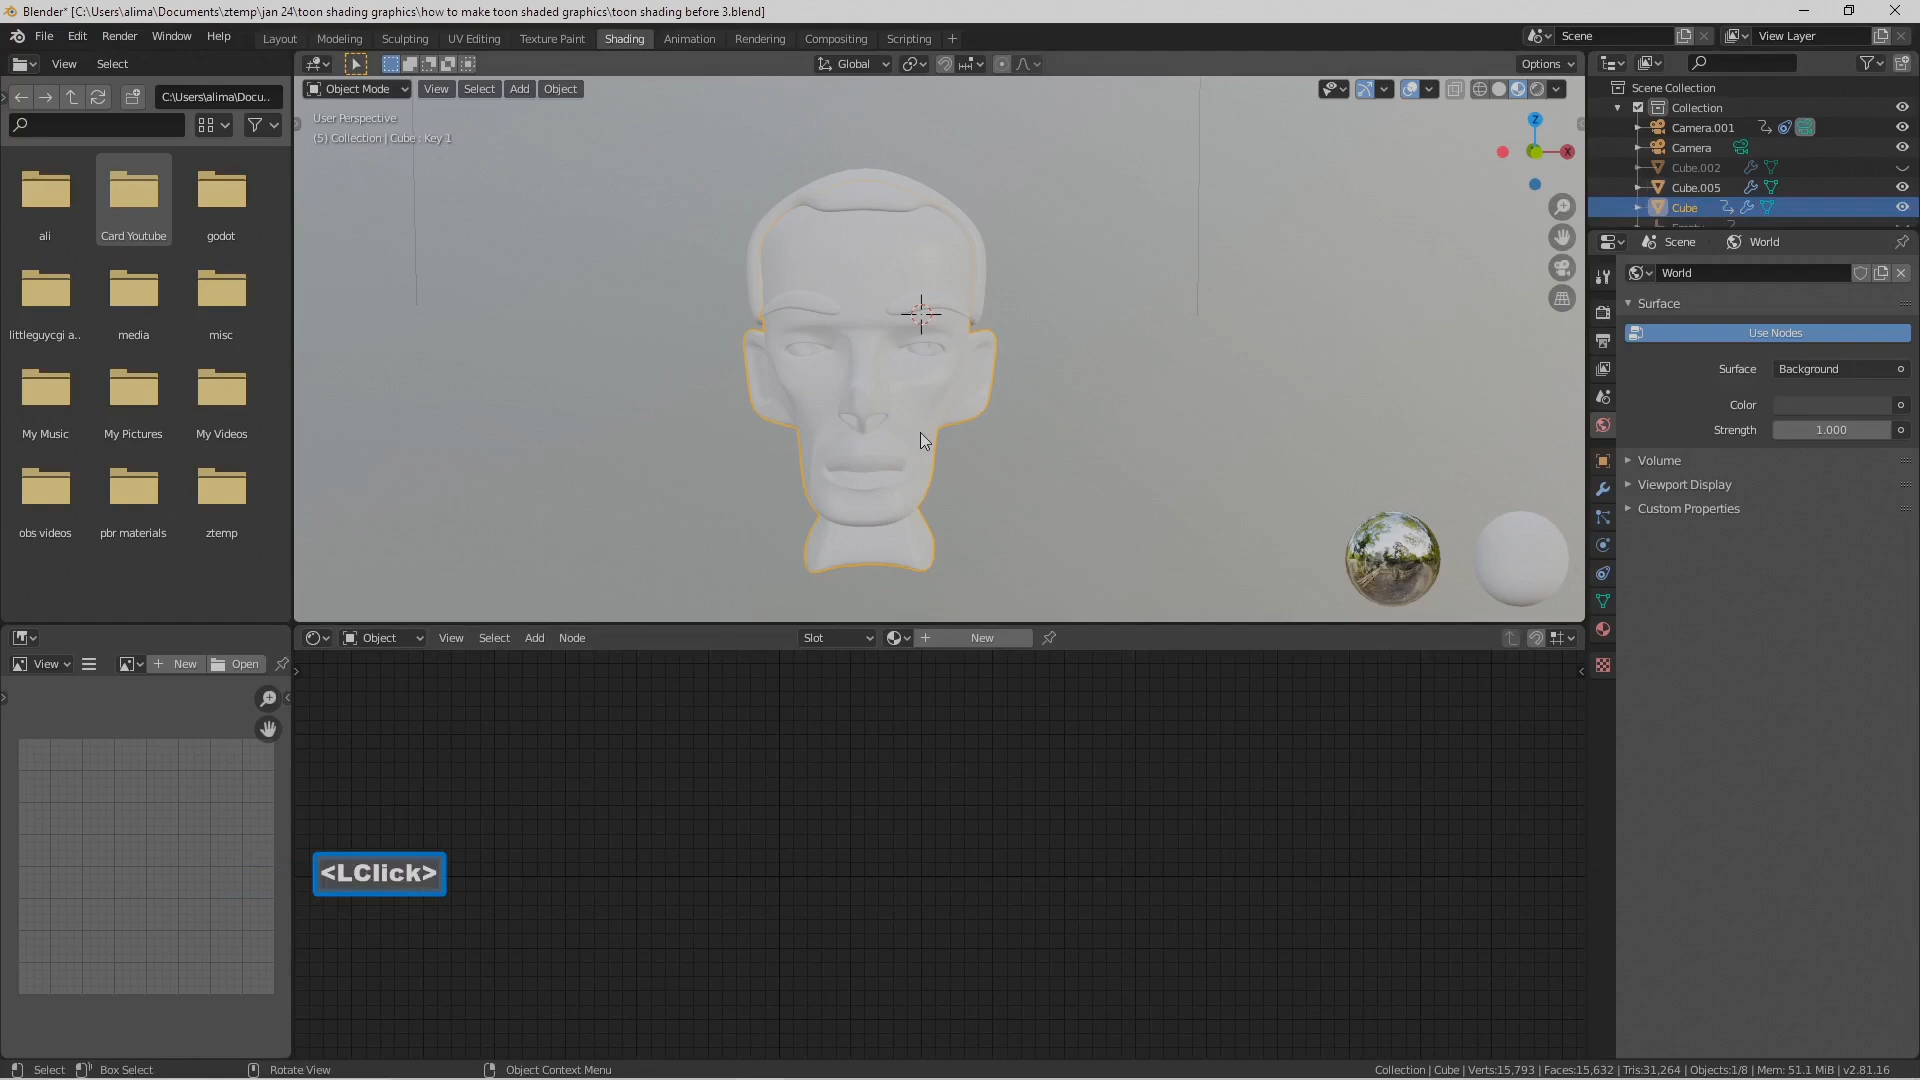 Blender* [C:\Users\alima\Documents\ztemp\jan 24\toon shading graphics\how to make toon shaded graphics\toon shading before 3.blend]
File Edit Render Window Help
Layout Modeling Sculpting UV Editing Texture Paint Shading Animation Rendering Compositing Scripting
Scene
View Layer
View Select
Global
Options
C:\Users\alima\Docu..
Object Mode View Select Add Object
User Perspective
(5) Collection | Cube : Key 1
Z
X
ali
Card Youtube
godot
littleguycgi a..
media
misc
My Music
My Pictures
My Videos
obs videos
pbr materials
ztemp
Scene Collection
Collection
Camera.001
Camera
Cube.002
Cube.005
Cube
Scene World
World
Surface
Use Nodes
Surface Background
Color
Strength 1.000
Volume
Viewport Display
Custom Properties
Object View Select Add Node
Slot
New
View
New Open
<LClick>
Select Box Select Rotate View Object Context Menu
Collection | Cube | Verts:15,793 | Faces:15,632 | Tris:31,264 | Objects:1/8 | Mem: 51.1 MiB | v2.81.16